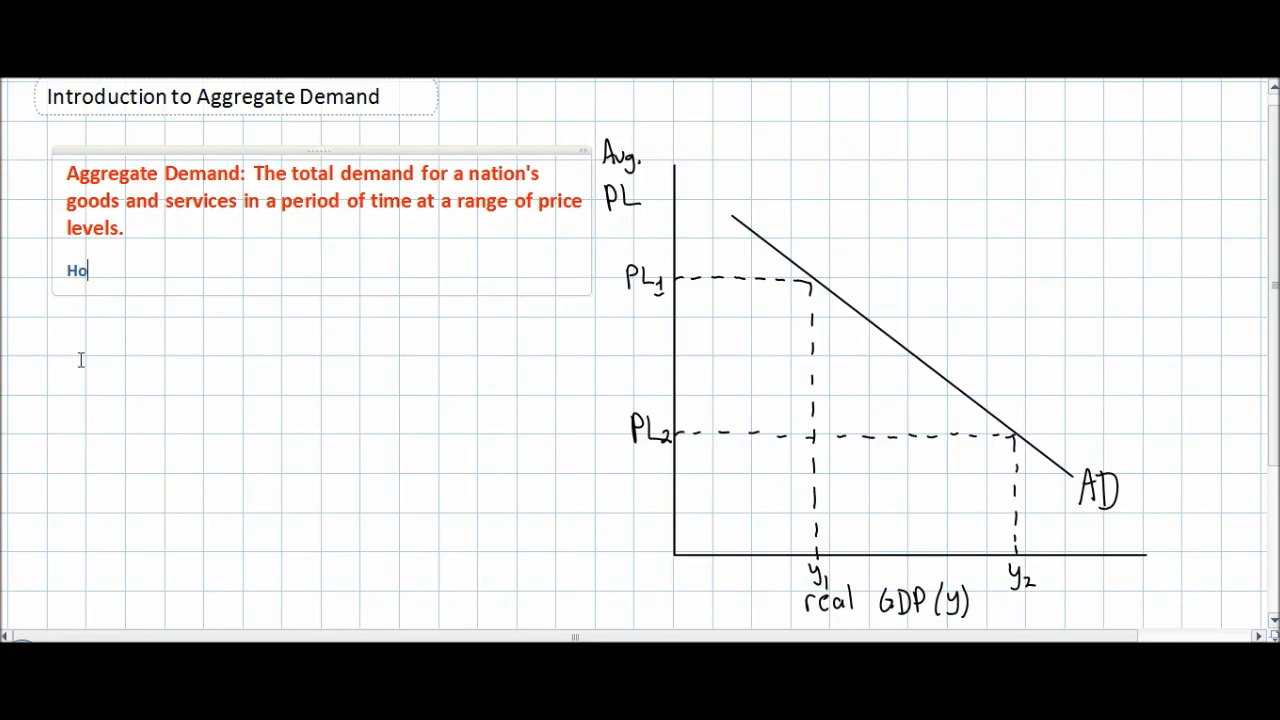 Introduction to Aggregate Demand
Aggregate Demand: The total demand for a nation's
goods and services in a period of time at a range of price
levels.
Ho
Avg.
PL
PL1
PL2
AD
y1
y2
real GDP (y)